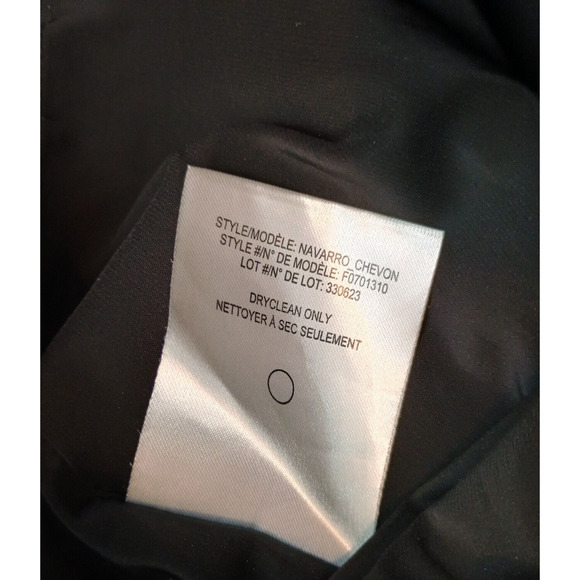 STYLE/MODÈLE: NAVARRO_CHEVON
STYLE #/N° DE MODÈLE: F0701310
LOT #/N° DE LOT: 330623
DRYCLEAN ONLY
NETTOYER À SEC SEULEMENT